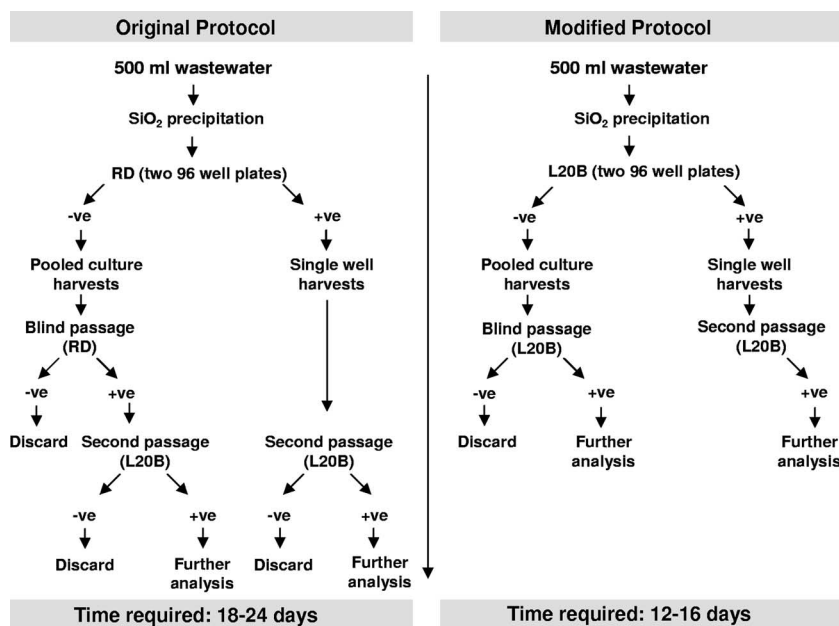 Original Protocol
500 ml wastewater
SiO₂ precipitation
RD (two 96 well plates)
-ve
+ve
Pooled culture
harvests
Single well
harvests
Blind passage
(RD)
-ve
+ve
Discard
Second passage
(L20B)
Second passage
(L20B)
-ve
+ve
-ve
+ve
Discard
Further
analysis
Discard
Further
analysis
Time required: 18-24 days
Modified Protocol
500 ml wastewater
SiO₂ precipitation
L20B (two 96 well plates)
-ve
+ve
Pooled culture
harvests
Single well
harvests
Blind passage
(L20B)
Second passage
(L20B)
-ve
+ve
+ve
Discard
Further
analysis
Further
analysis
Time required: 12-16 days